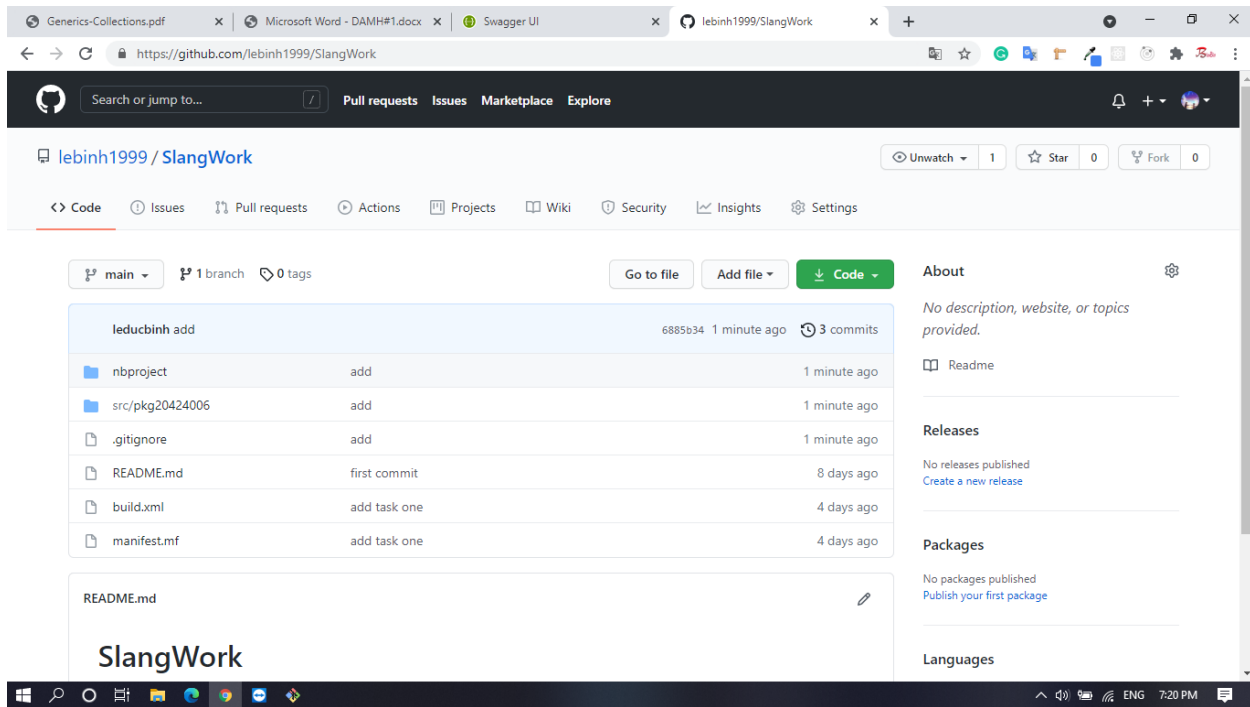 Generics-Collections.pdf
Microsoft Word - DAMH#1.docx
Swagger UI
lebinh1999/SlangWork
https://github.com/lebinh1999/SlangWork
Search or jump to...
/
Pull requests Issues Marketplace Explore
lebinh1999 / SlangWork
Unwatch 1
Star 0
Fork 0
<> Code
Issues
Pull requests
Actions
Projects
Wiki
Security
Insights
Settings
main
1 branch
0 tags
Go to file
Add file
Code
leducbinh add 6885b34 1 minute ago 3 commits
nbproject add 1 minute ago
src/pkg20424006 add 1 minute ago
.gitignore add 1 minute ago
README.md first commit 8 days ago
build.xml add task one 4 days ago
manifest.mf add task one 4 days ago
README.md
SlangWork
About
No description, website, or topics
provided.
Readme
Releases
No releases published
Create a new release
Packages
No packages published
Publish your first package
Languages
ENG 7:20 PM